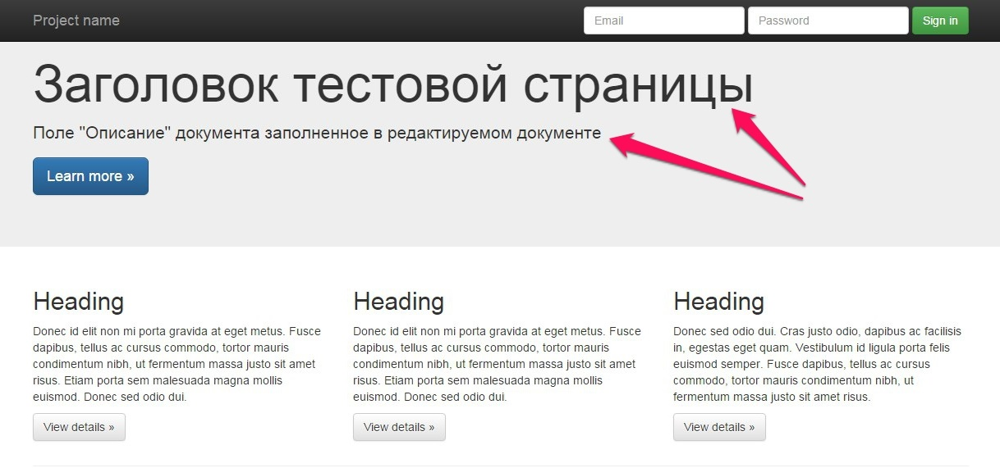 Project name
Email
Password
Sign in
Заголовок тестовой страницы
Поле "Описание" документа заполненное в редактируемом документе
Learn more »
Heading
Donec id elit non mi porta gravida at eget metus. Fusce
dapibus, tellus ac cursus commodo, tortor mauris
condimentum nibh, ut fermentum massa justo sit amet
risus. Etiam porta sem malesuada magna mollis
euismod. Donec sed odio dui.
View details »
Heading
Donec id elit non mi porta gravida at eget metus. Fusce
dapibus, tellus ac cursus commodo, tortor mauris
condimentum nibh, ut fermentum massa justo sit amet
risus. Etiam porta sem malesuada magna mollis
euismod. Donec sed odio dui.
View details »
Heading
Donec sed odio dui. Cras justo odio, dapibus ac facilisis
in, egestas eget quam. Vestibulum id ligula porta felis
euismod semper. Fusce dapibus, tellus ac cursus
commodo, tortor mauris condimentum nibh, ut
fermentum massa justo sit amet risus.
View details »